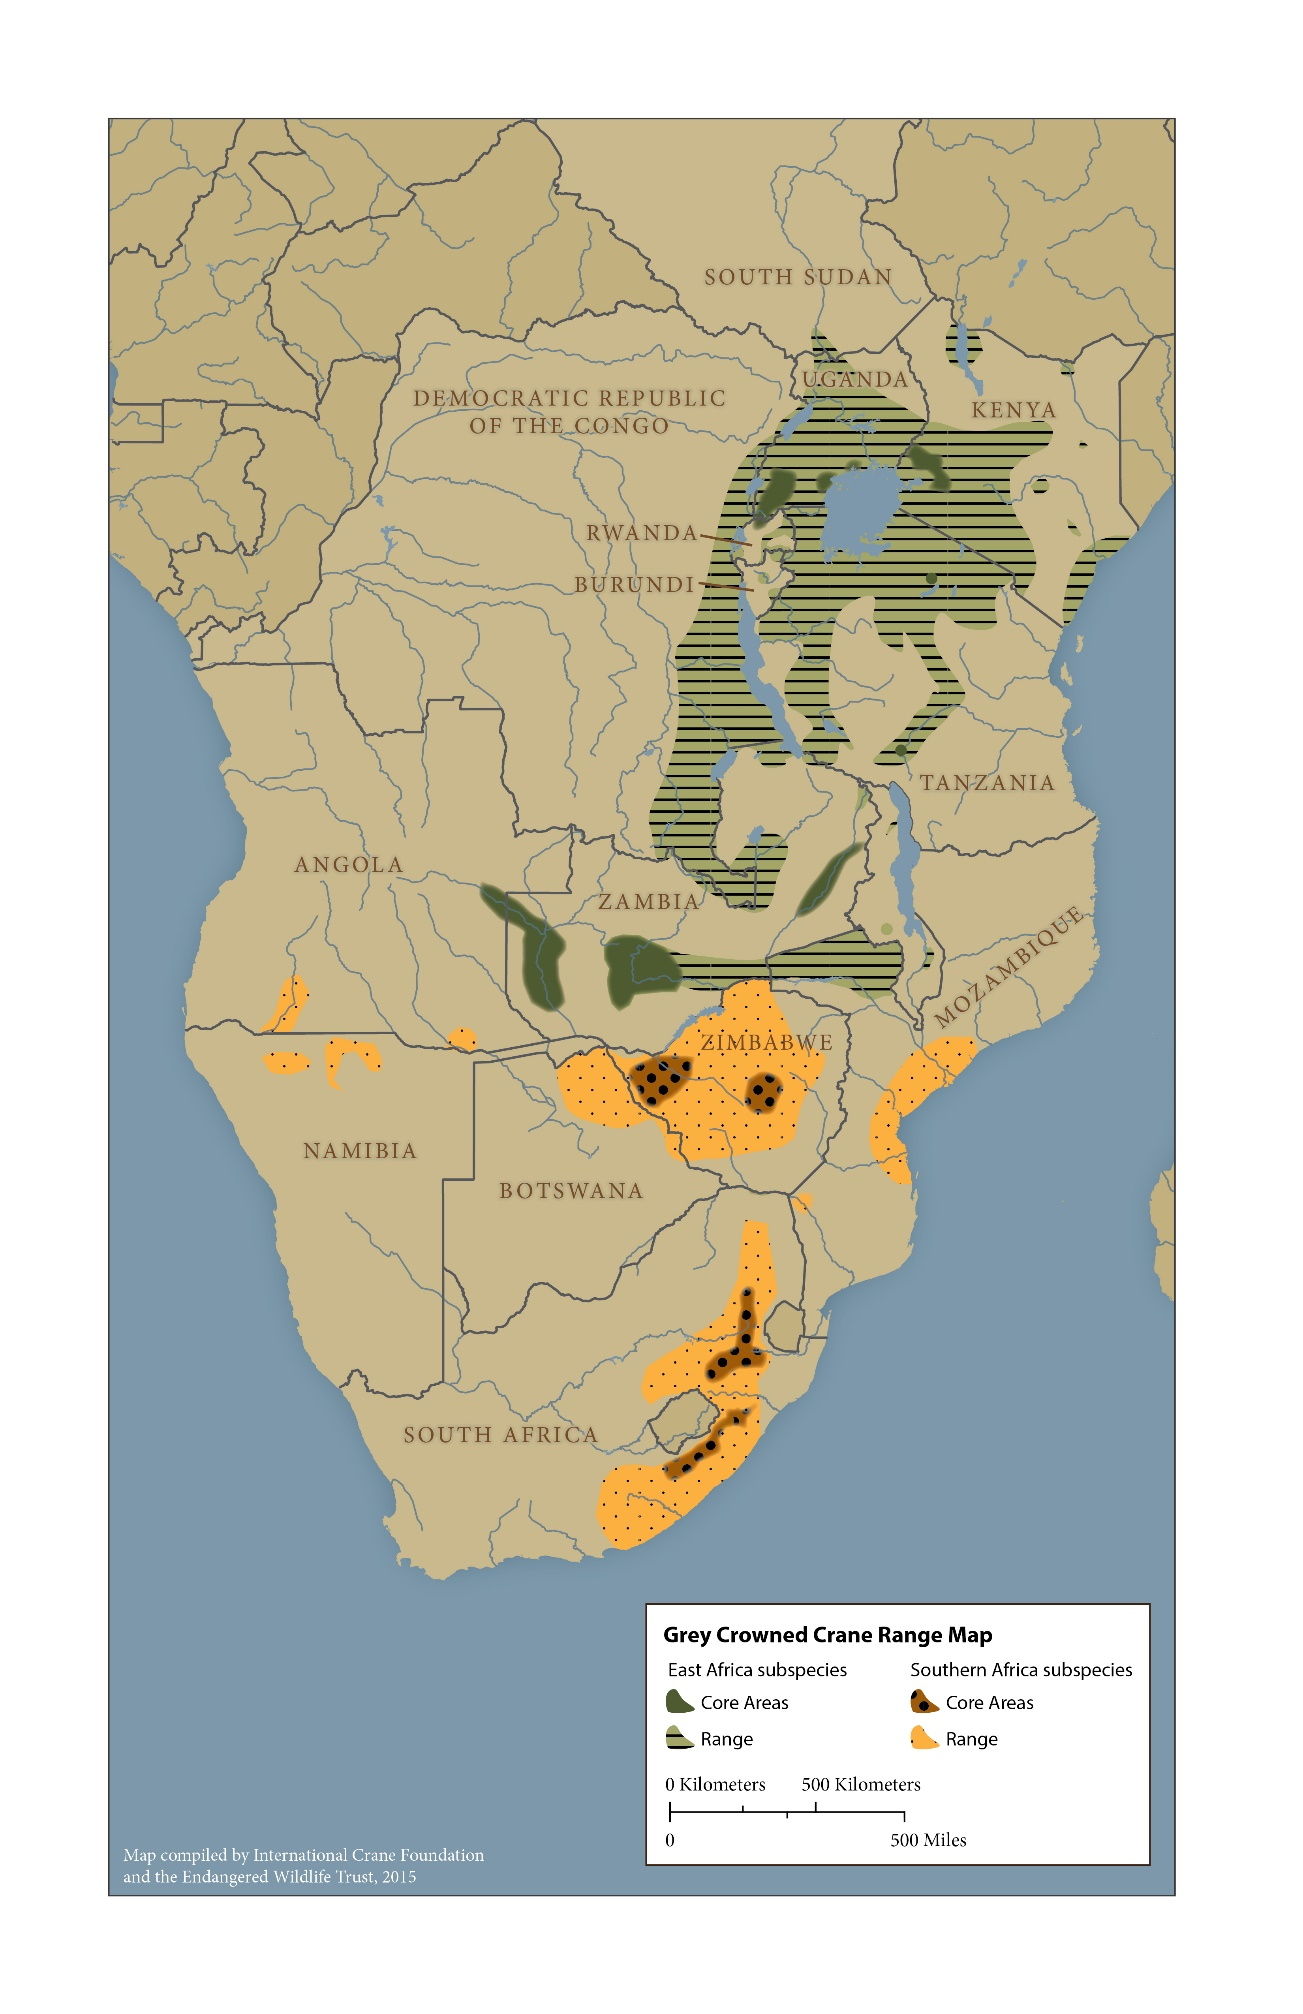 SOUTH SUDAN
UGANDA
DEMOCRATIC REPUBLIC
OF THE CONGO
KENYA
RWANDA
BURUNDI
TANZANIA
ANGOLA
ZAMBIA
MOZAMBIQUE
ZIMBABWE
NAMIBIA
BOTSWANA
SOUTH AFRICA
Grey Crowned Crane Range Map
East Africa subspecies
Core Areas
Range
Southern Africa subspecies
Core Areas
Range
0 Kilometers 500 Kilometers
0 500 Miles
Map compiled by International Crane Foundation
and the Endangered Wildlife Trust, 2015